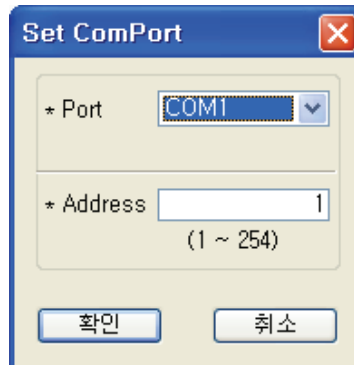 Set ComPort
* Port COM1
* Address 1
(1 ~ 254)
확인 취소